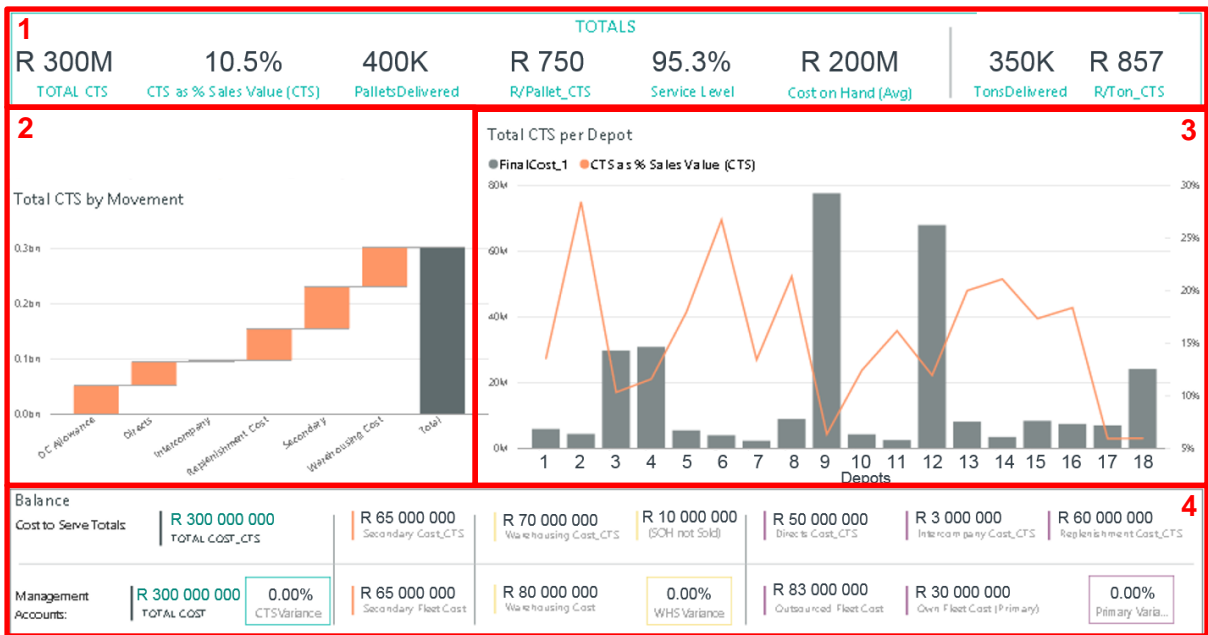 1
TOTALS
R 300M 10.5% 400K R 750 95.3% R 200M 350K R 857
TOTAL CTS CTS as % Sales Value (CTS) PalletsDelivered R/Pallet_CTS Service Level Cost on Hand (Avg) TonsDelivered R/Ton_CTS
2
Total CTS by Movement
0.3bn
0.2bn
0.1bn
0.0bn
DC Allowance Directs Intercompany Replenishment Cost Secondary Warehousing Cost Total
3
Total CTS per Depot
FinalCost_1 CTS as % Sales Value (CTS)
80M 30%
25%
60M
20%
40M
15%
20M
10%
0M 5%
1 2 3 4 5 6 7 8 9 10 11 12 13 14 15 16 17 18
Depots
4
Balance
Cost to Serve Totals: R 300 000 000 R 65 000 000 R 70 000 000 R 10 000 000 R 50 000 000 R 3 000 000 R 60 000 000
TOTAL COST_CTS Secondary Cost_CTS Warehousing Cost_CTS (SOH not Sold) Directs Cost_CTS Intercompany Cost_CTS Replenishment Cost_CTS
Management R 300 000 000 0.00% R 65 000 000 R 80 000 000 0.00% R 83 000 000 R 30 000 000 0.00%
Accounts: TOTAL COST CTSVariance Secondary Fleet Cost Warehousing Cost WHS Variance Outsourced Fleet Cost Own Fleet Cost (Primary) Primary Varia...